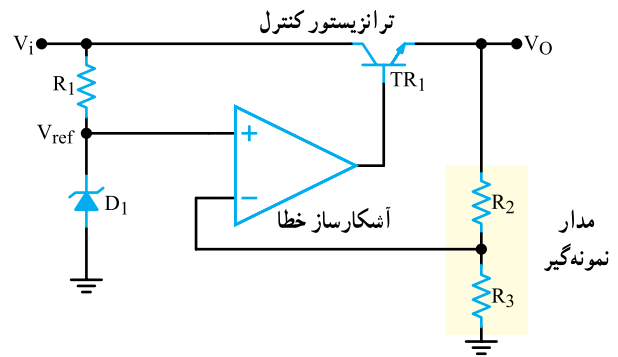 ترانزیستور کنترل
Vi
VO
R1
TR1
Vref
+
D1
−
R2
آشکارساز خطا
مدار
نمونه‌گیر
R3